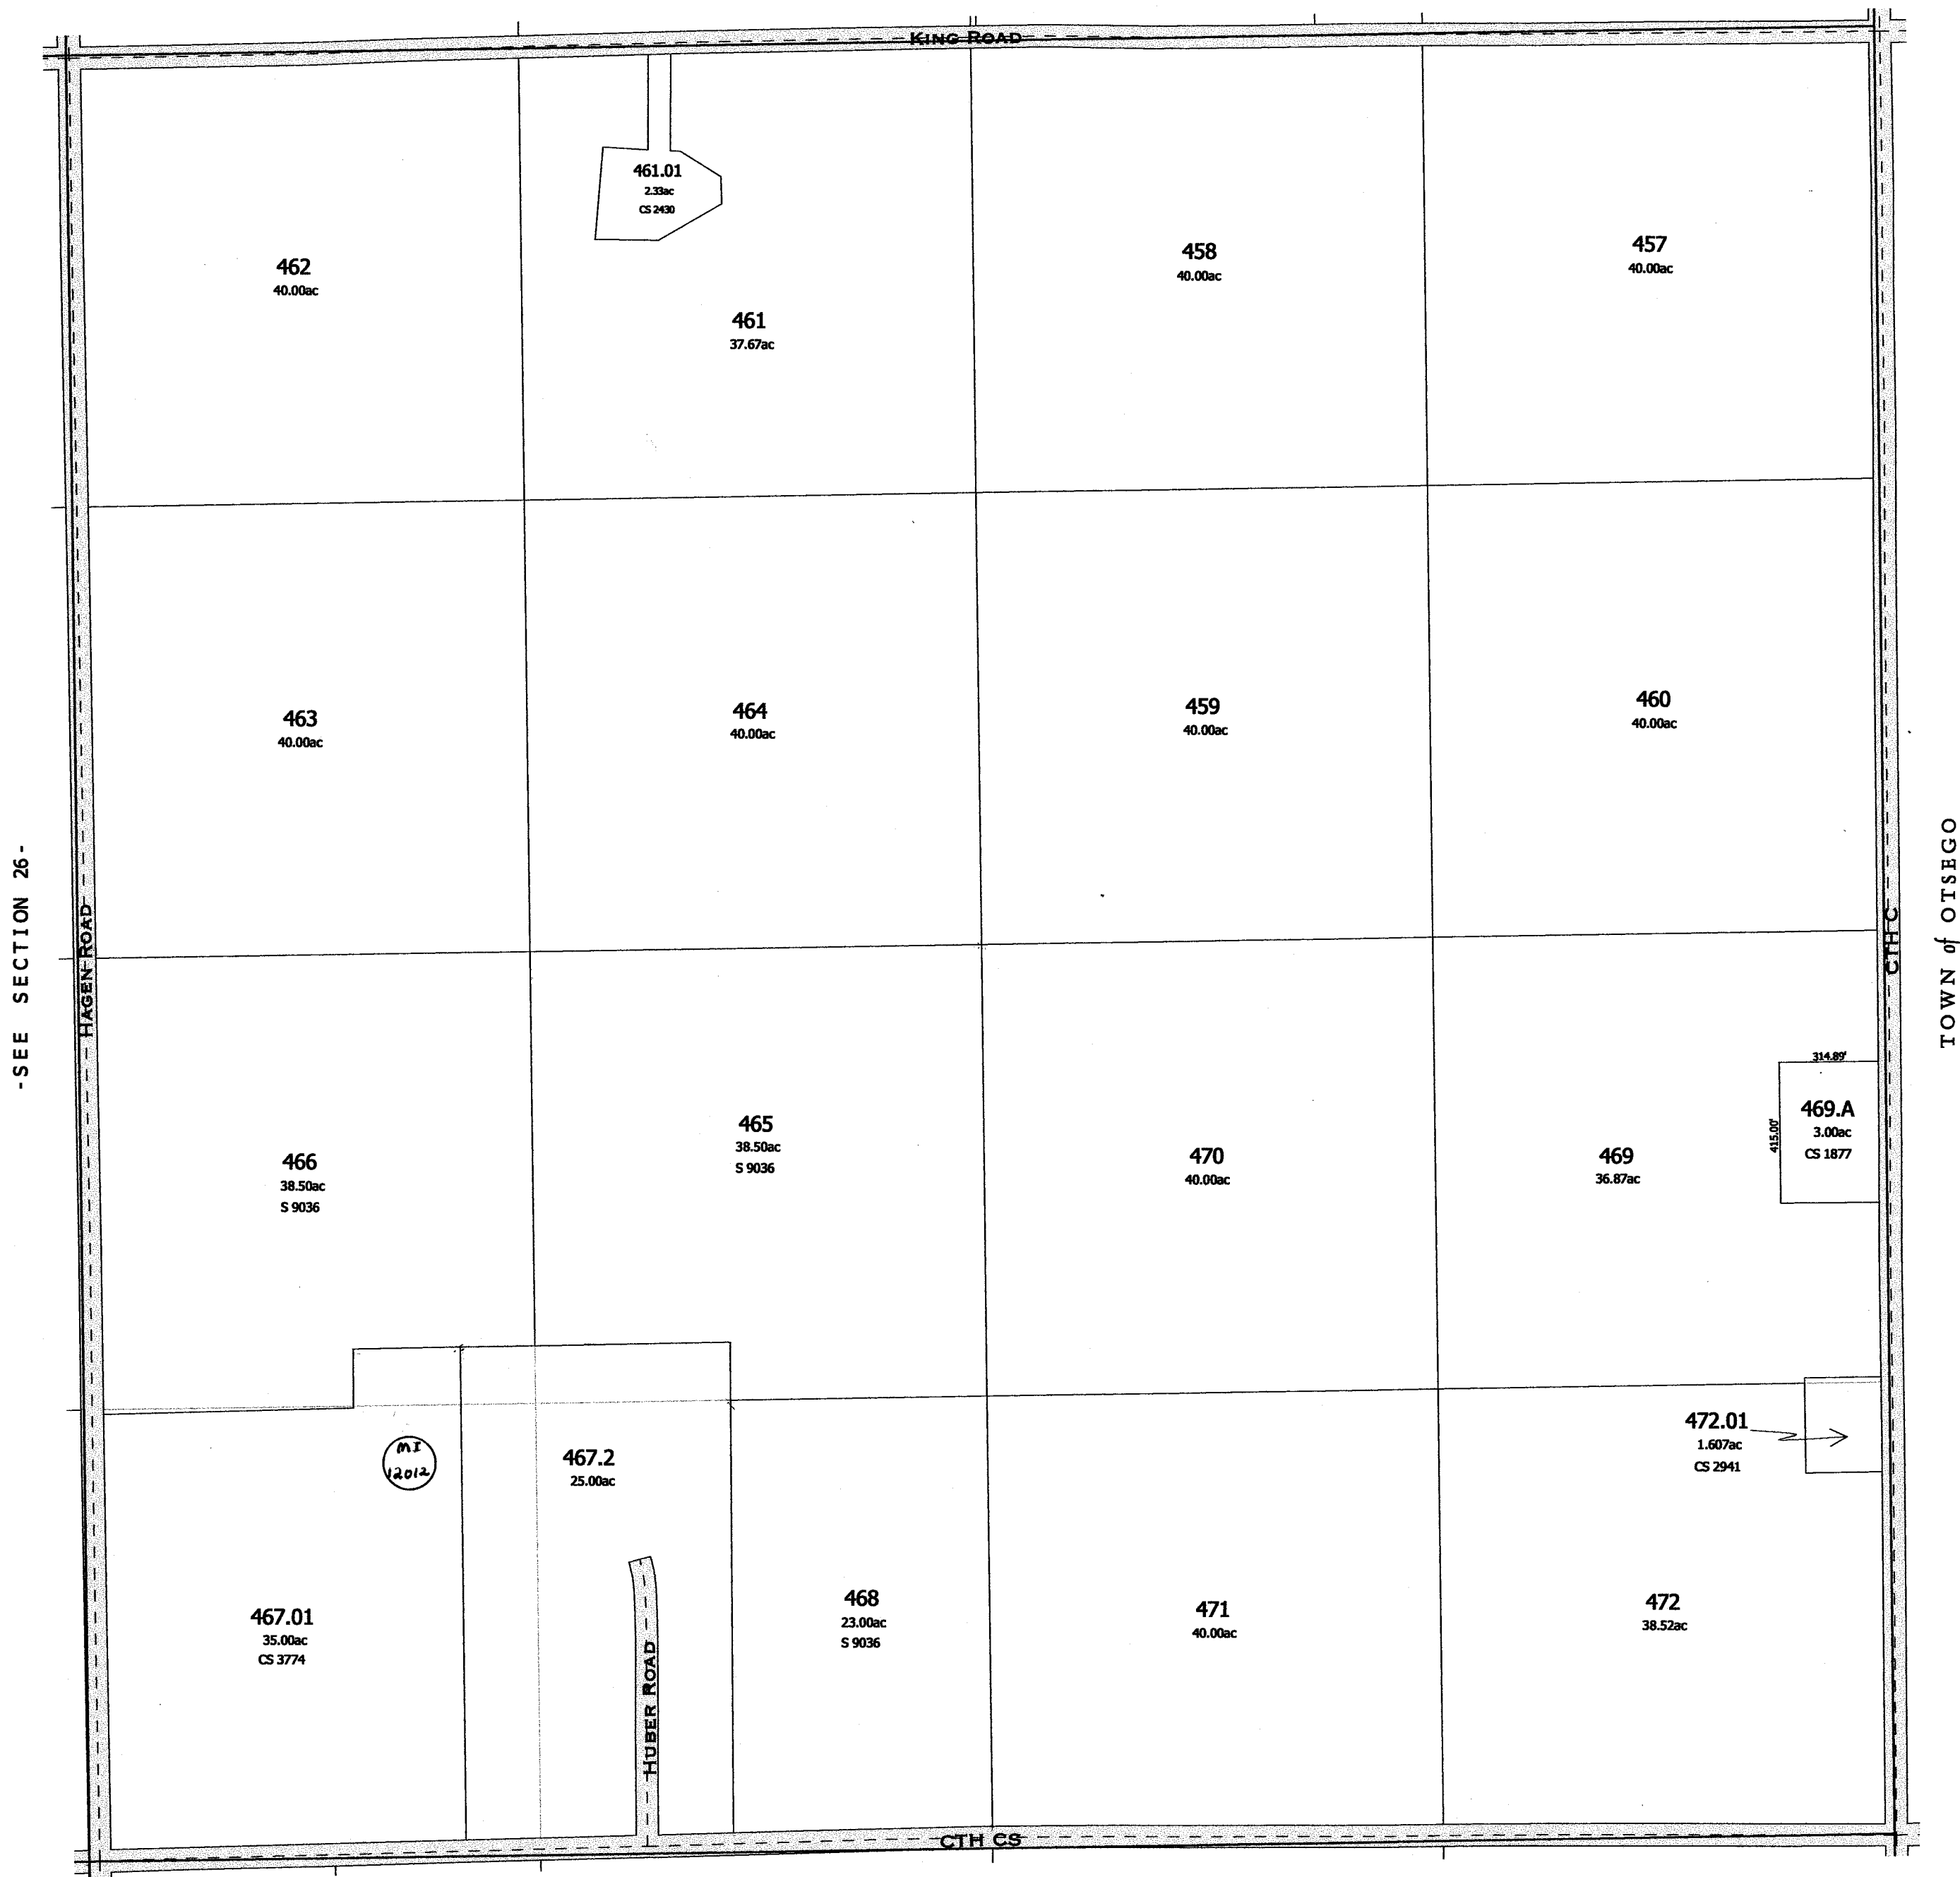 KING ROAD
461.01
2.33ac
CS 2430
462
40.00ac
461
37.67ac
458
40.00ac
457
40.00ac
463
40.00ac
464
40.00ac
459
40.00ac
460
40.00ac
-SEE SECTION 26-
HAGEN ROAD
CTH C
TOWN of OTSEGO
466
38.50ac
S 9036
465
38.50ac
S 9036
470
40.00ac
469
36.87ac
314.89'
415.00'
469.A
3.00ac
CS 1877
MI
12012
467.2
25.00ac
472.01
1.607ac
CS 2941
467.01
35.00ac
CS 3774
HUBER ROAD
468
23.00ac
S 9036
471
40.00ac
472
38.52ac
CTH CS